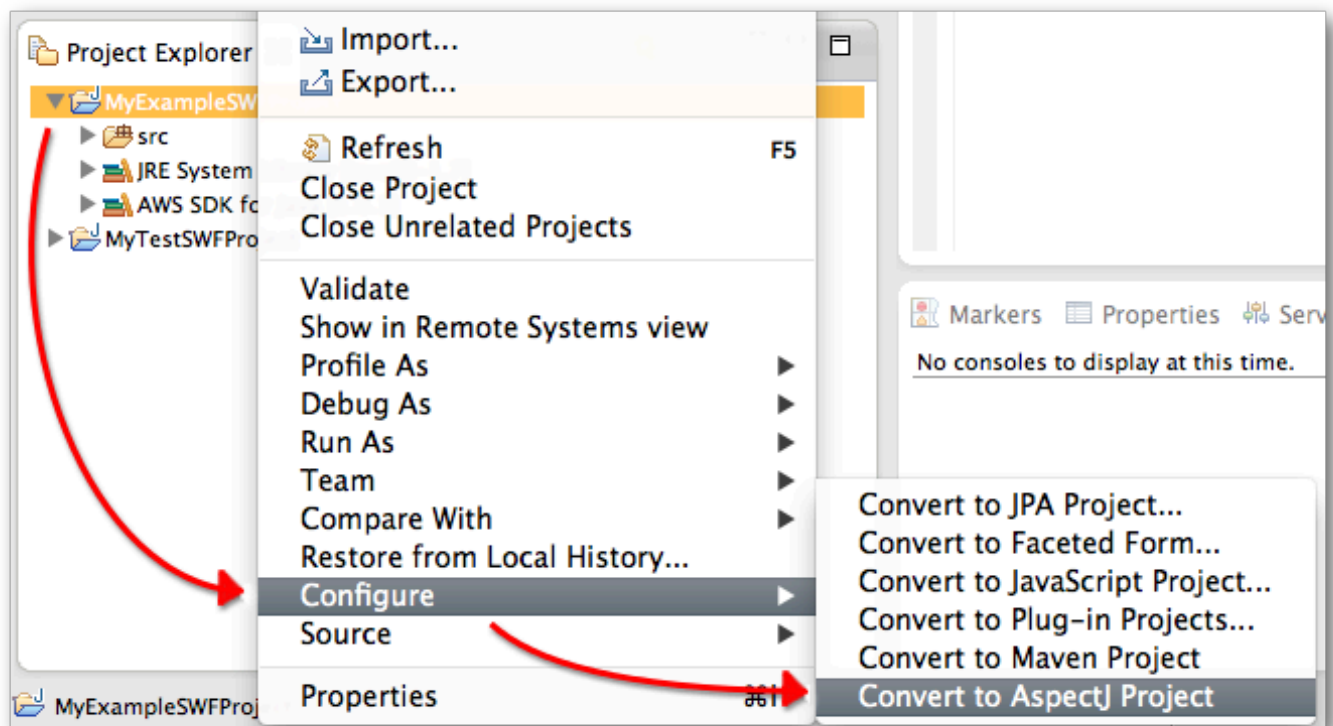 Project Explorer
MyExampleSW
src
JRE System
AWS SDK fo
MyTestSWFPro
Import...
Export...
Refresh F5
Close Project
Close Unrelated Projects
Validate
Show in Remote Systems view
Profile As
Debug As
Run As
Team
Compare With
Restore from Local History...
Configure
Source
Properties ⌘I
Convert to JPA Project...
Convert to Faceted Form...
Convert to JavaScript Project...
Convert to Plug-in Projects...
Convert to Maven Project
Convert to AspectJ Project
Markers Properties Serv
No consoles to display at this time.
MyExampleSWFProj